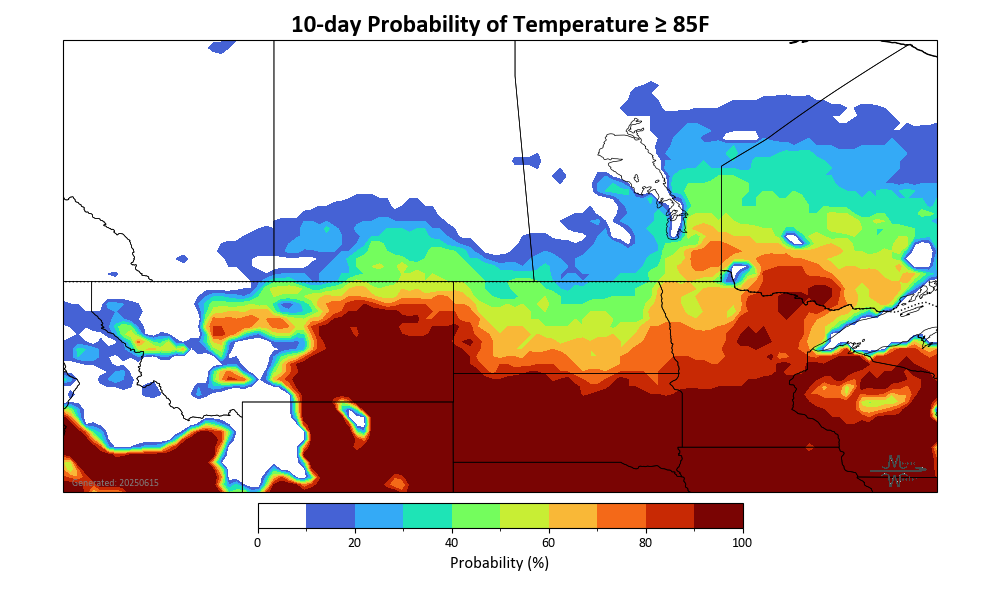 10-day Probability of Temperature ≥ 85F
Generated: 20250615
0 20 40 60 80 100
Probability (%)